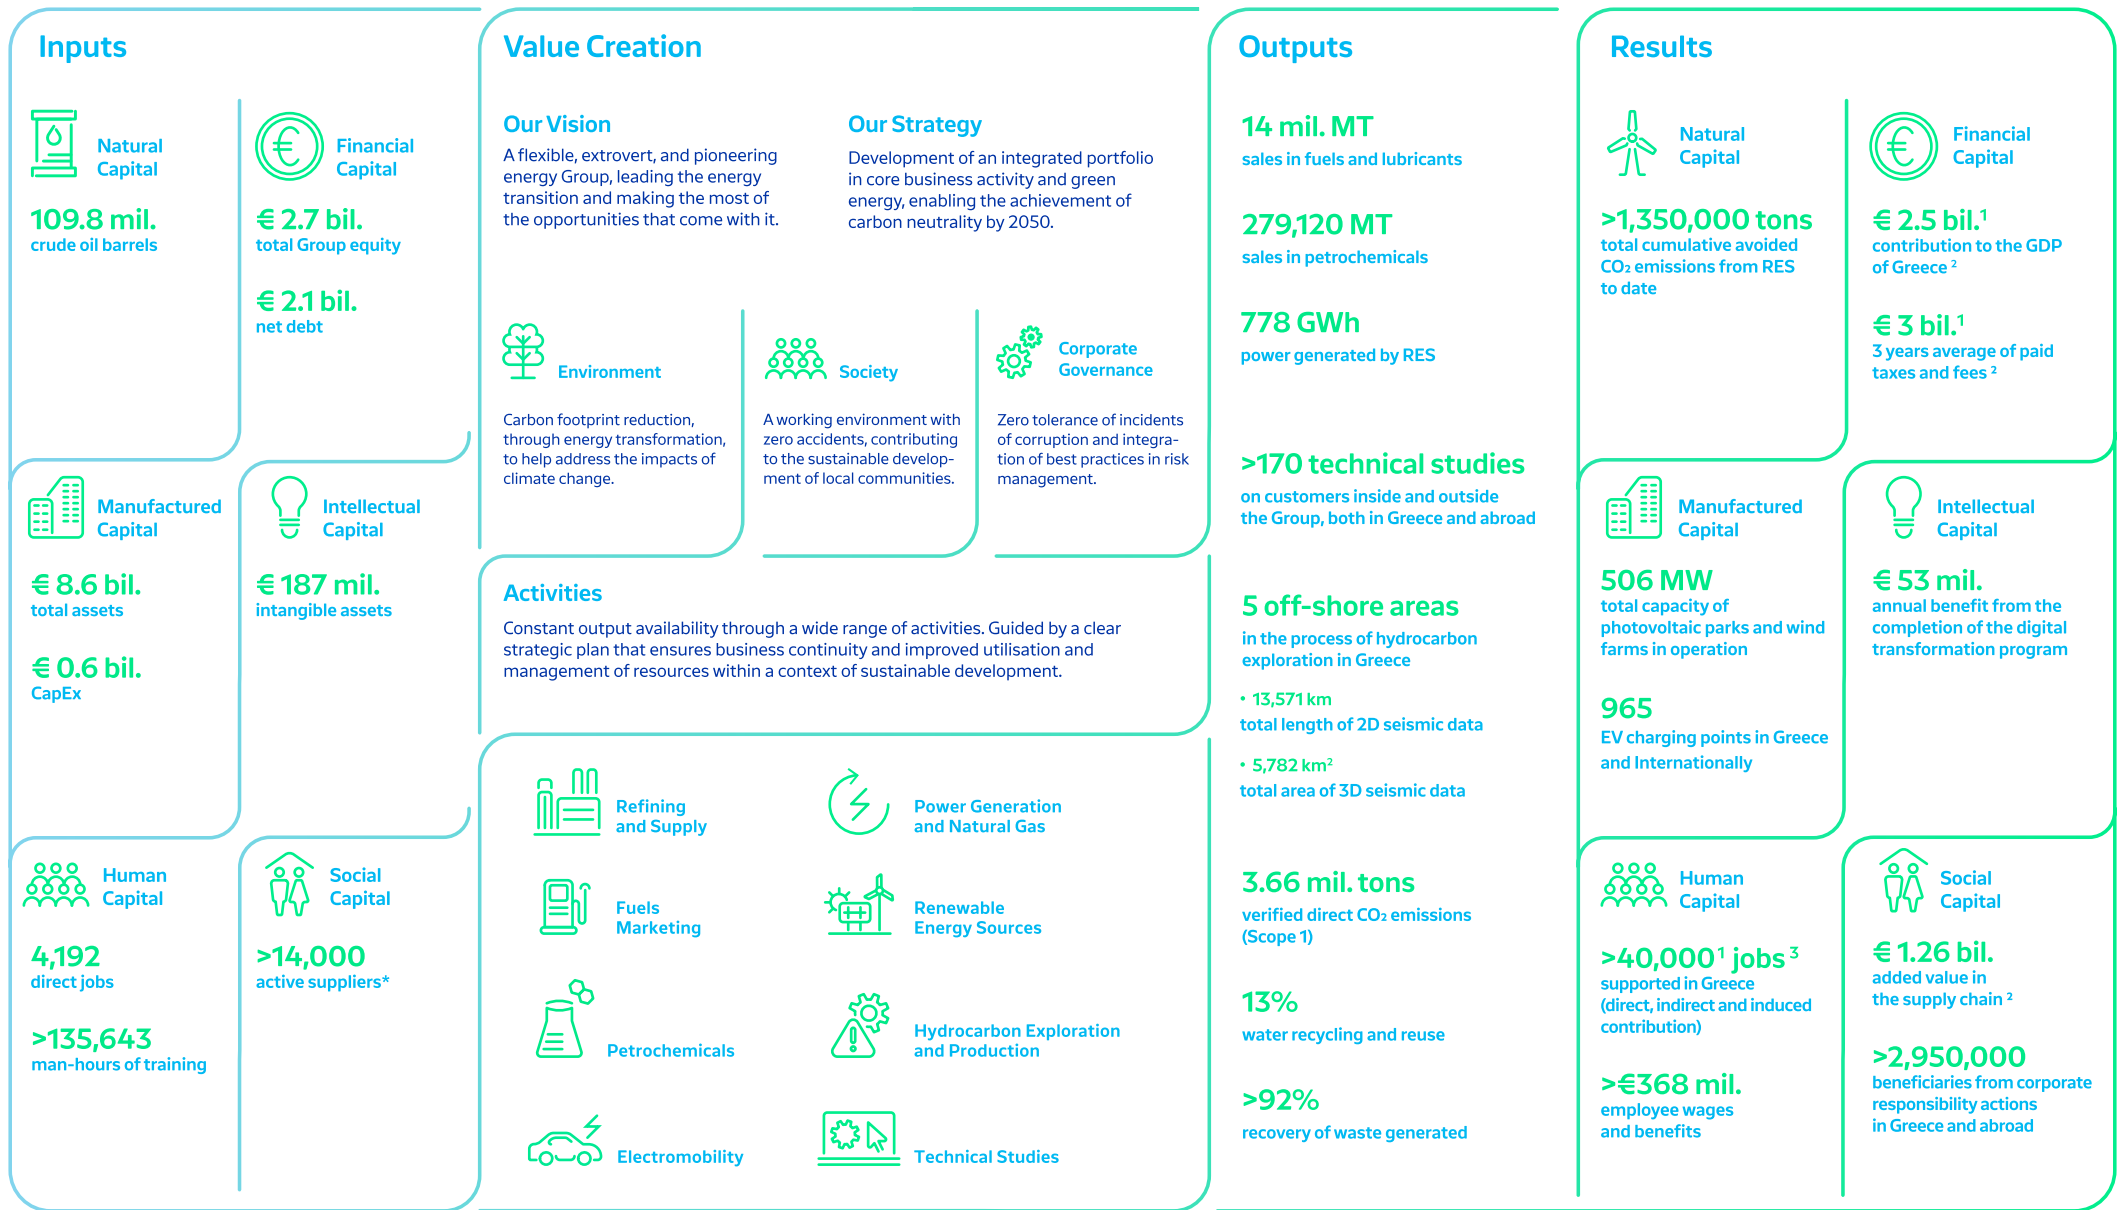 Inputs
Natural
Capital
109.8 mil.
crude oil barrels
Financial
Capital
€ 2.7 bil.
total Group equity
€ 2.1 bil.
net debt
Manufactured
Capital
€ 8.6 bil.
total assets
€ 0.6 bil.
CapEx
Intellectual
Capital
€ 187 mil.
intangible assets
Human
Capital
4,192
direct jobs
>135,643
man-hours of training
Social
Capital
>14,000
active suppliers*
Value Creation
Our Vision
A flexible, extrovert, and pioneering
energy Group, leading the energy
transition and making the most of
the opportunities that come with it.
Our Strategy
Development of an integrated portfolio
in core business activity and green
energy, enabling the achievement of
carbon neutrality by 2050.
Environment
Carbon footprint reduction,
through energy transformation,
to help address the impacts of
climate change.
Society
A working environment with
zero accidents, contributing
to the sustainable develop-
ment of local communities.
Corporate
Governance
Zero tolerance of incidents
of corruption and integra-
tion of best practices in risk
management.
Activities
Constant output availability through a wide range of activities. Guided by a clear
strategic plan that ensures business continuity and improved utilisation and
management of resources within a context of sustainable development.
Refining
and Supply
Power Generation
and Natural Gas
Fuels
Marketing
Renewable
Energy Sources
Petrochemicals
Hydrocarbon Exploration
and Production
Electromobility
Technical Studies
Outputs
14 mil. MT
sales in fuels and lubricants
279,120 MT
sales in petrochemicals
778 GWh
power generated by RES
>170 technical studies
on customers inside and outside
the Group, both in Greece and abroad
5 off-shore areas
in the process of hydrocarbon
exploration in Greece
• 13,571 km
total length of 2D seismic data
• 5,782 km²
total area of 3D seismic data
3.66 mil. tons
verified direct CO₂ emissions
(Scope 1)
13%
water recycling and reuse
>92%
recovery of waste generated
Results
Natural
Capital
>1,350,000 tons
total cumulative avoided
CO₂ emissions from RES
to date
Financial
Capital
€ 2.5 bil.¹
contribution to the GDP
of Greece ²
€ 3 bil.¹
3 years average of paid
taxes and fees ²
Manufactured
Capital
506 MW
total capacity of
photovoltaic parks and wind
farms in operation
965
EV charging points in Greece
and Internationally
Intellectual
Capital
€ 53 mil.
annual benefit from the
completion of the digital
transformation program
Human
Capital
>40,000¹ jobs ³
supported in Greece
(direct, indirect and induced
contribution)
>€368 mil.
employee wages
and benefits
Social
Capital
€ 1.26 bil.
added value in
the supply chain ²
>2,950,000
beneficiaries from corporate
responsibility actions
in Greece and abroad